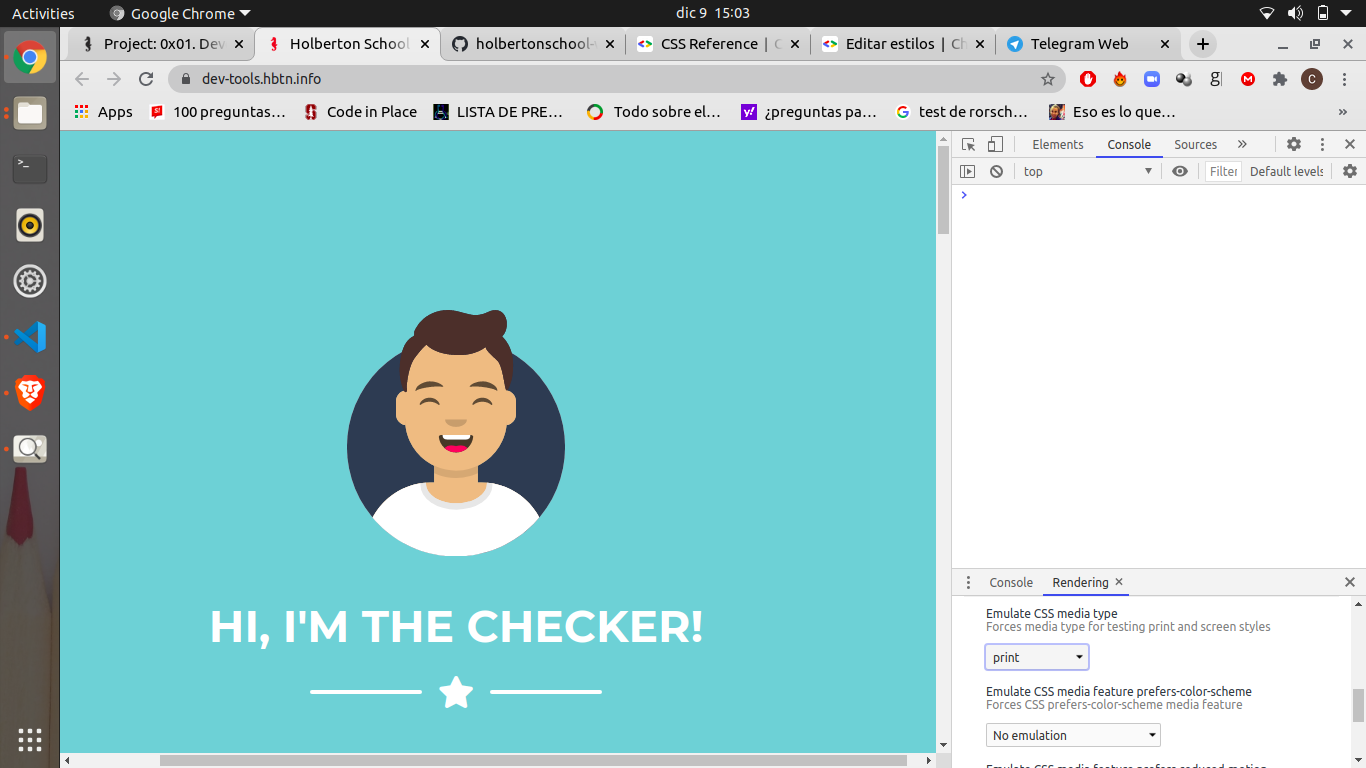 Activities
Google Chrome
dic 9 15:03
Project: 0x01. Dev
Holberton School
holbertonschool-
CSS Reference | C
Editar estilos | Ch
Telegram Web
dev-tools.hbtn.info
g
M
C
Apps
100 preguntas…
Code in Place
LISTA DE PRE…
Todo sobre el…
¿preguntas pa…
test de rorsch…
Eso es lo que…
»
Elements
Console
Sources
»
top
Filter
Default levels
>
HI, I'M THE CHECKER!
Console
Rendering
Emulate CSS media type
Forces media type for testing print and screen styles
print
Emulate CSS media feature prefers-color-scheme
Forces CSS prefers-color-scheme media feature
No emulation